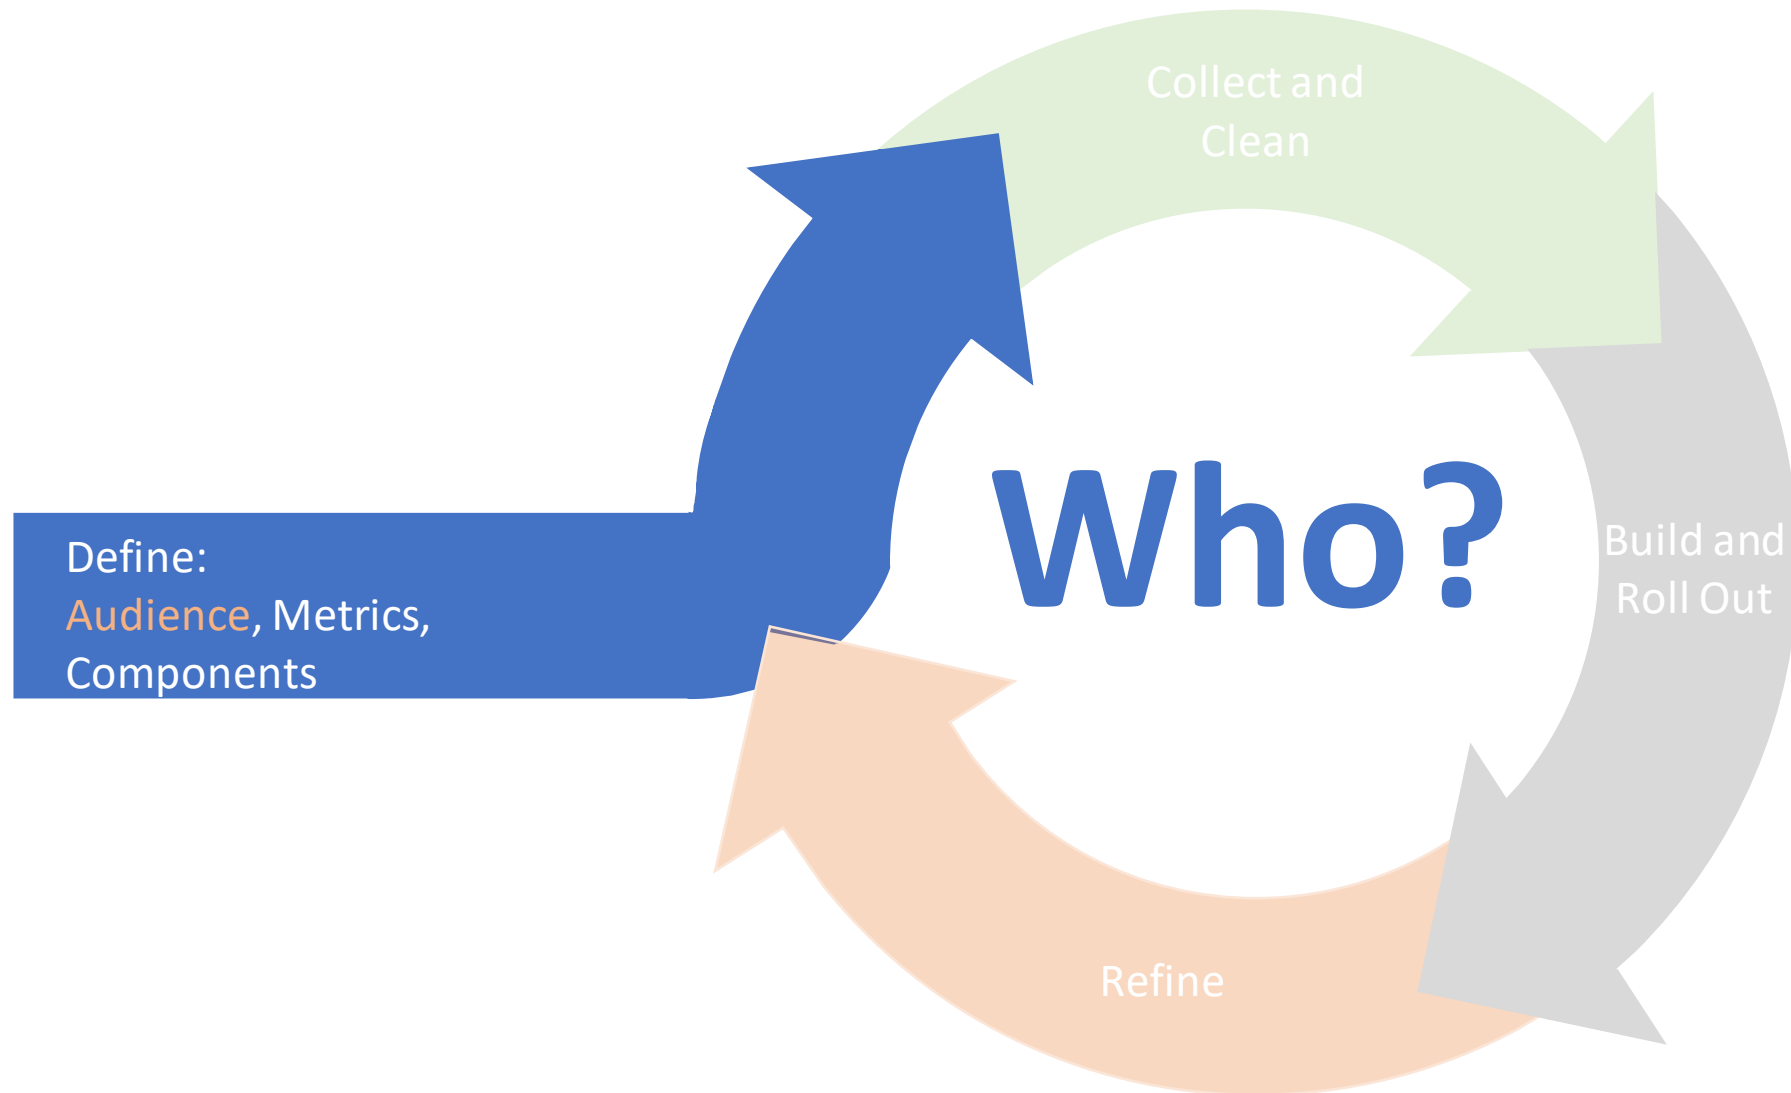 Collect and
Clean
Who?
Define:
Audience, Metrics,
Components
Build and
Roll Out
Refine